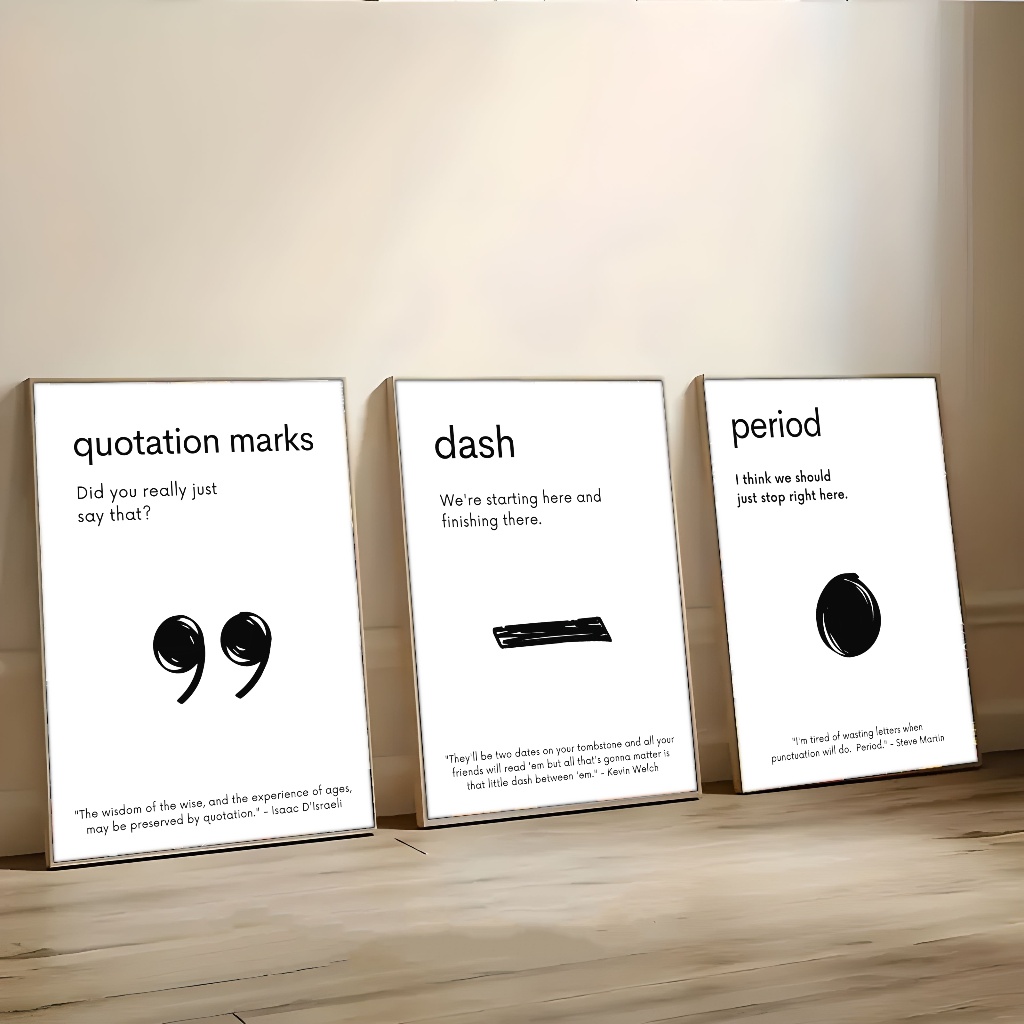 quotation marks
Did you really just
say that?
"The wisdom of the wise, and the experience of ages,
may be preserved by quotation." - Isaac D'Israeli
dash
We're starting here and
finishing there.
"They'll be two dates on your tombstone and all your
friends will read 'em but all that's gonna matter is
that little dash between 'em." - Kevin Welch
period
I think we should
just stop right here.
"I'm tired of wasting letters when
punctuation will do. Period." - Steve Martin